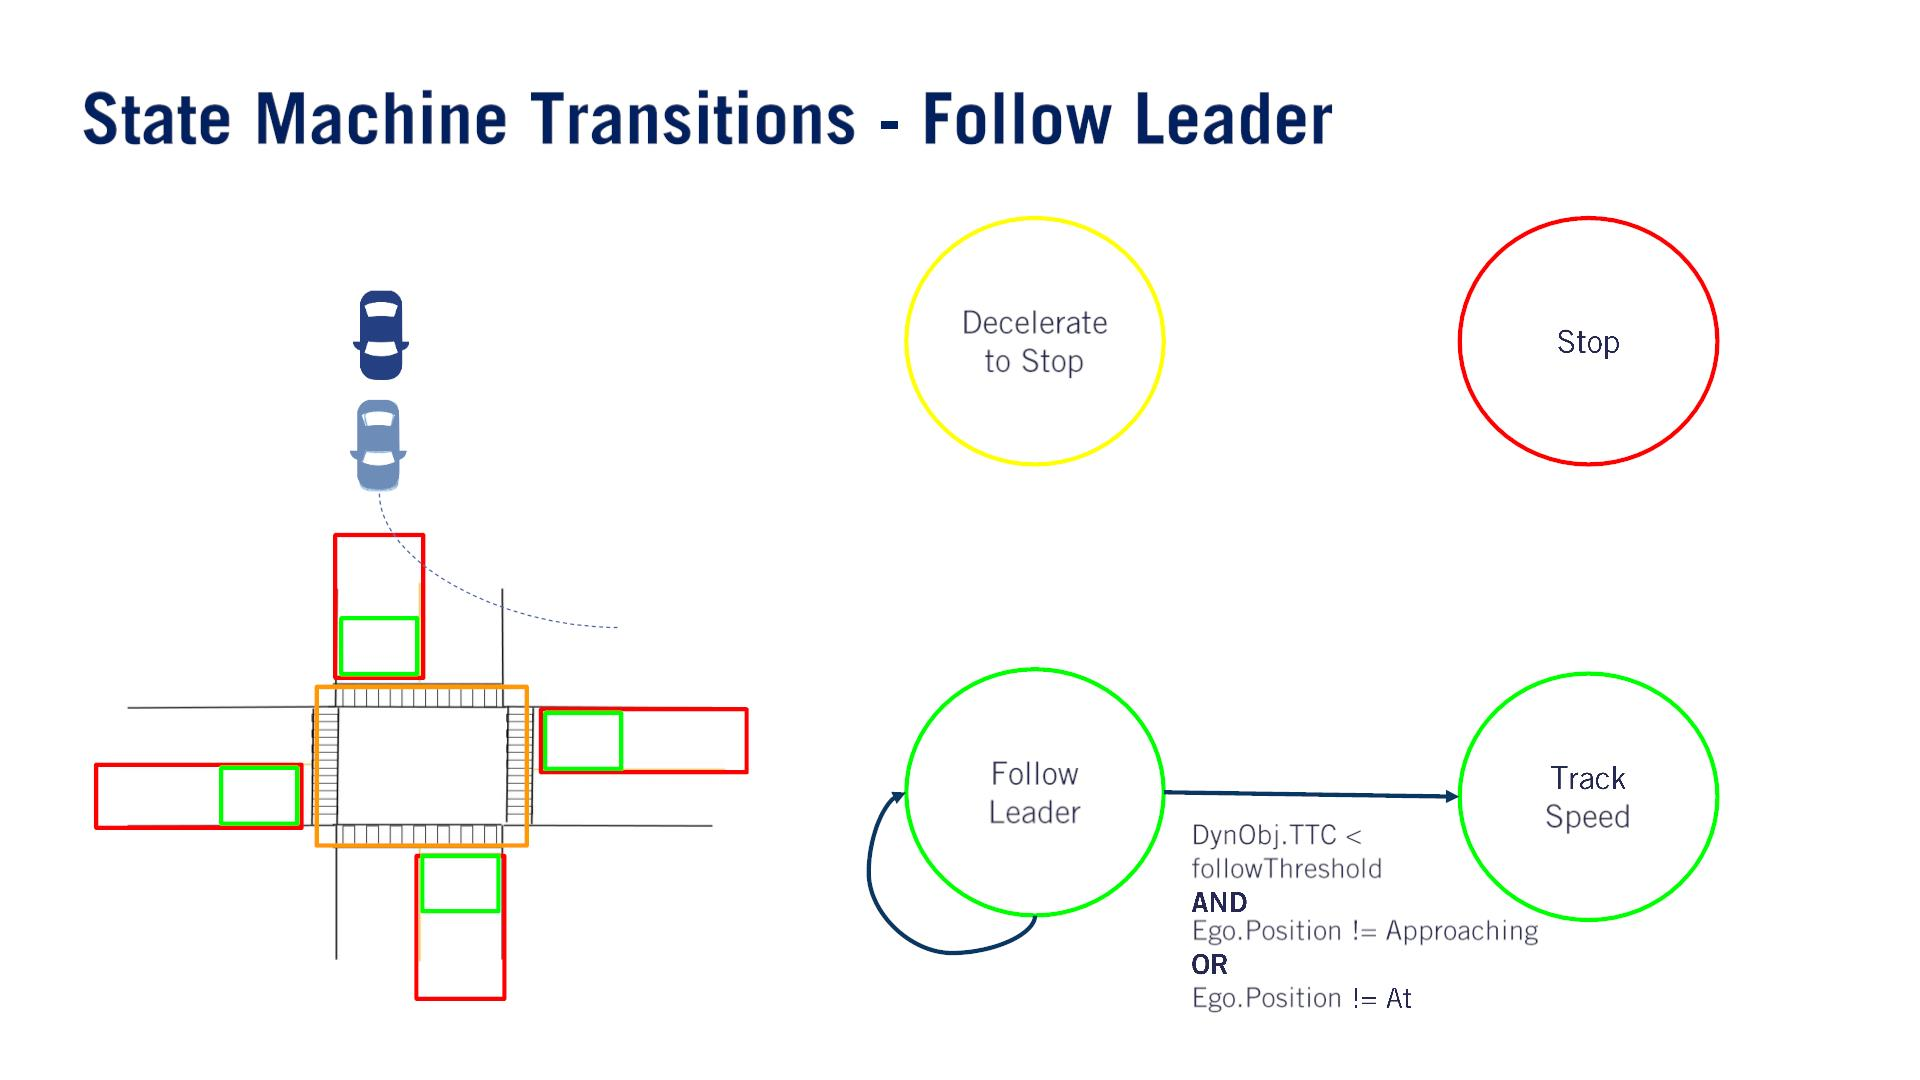 State Machine Transitions - Follow Leader
Decelerate
to Stop
Stop
Follow
Leader
Track
Speed
DynObj.TTC <
followThreshold
AND
Ego.Position != Approaching
OR
Ego.Position != At